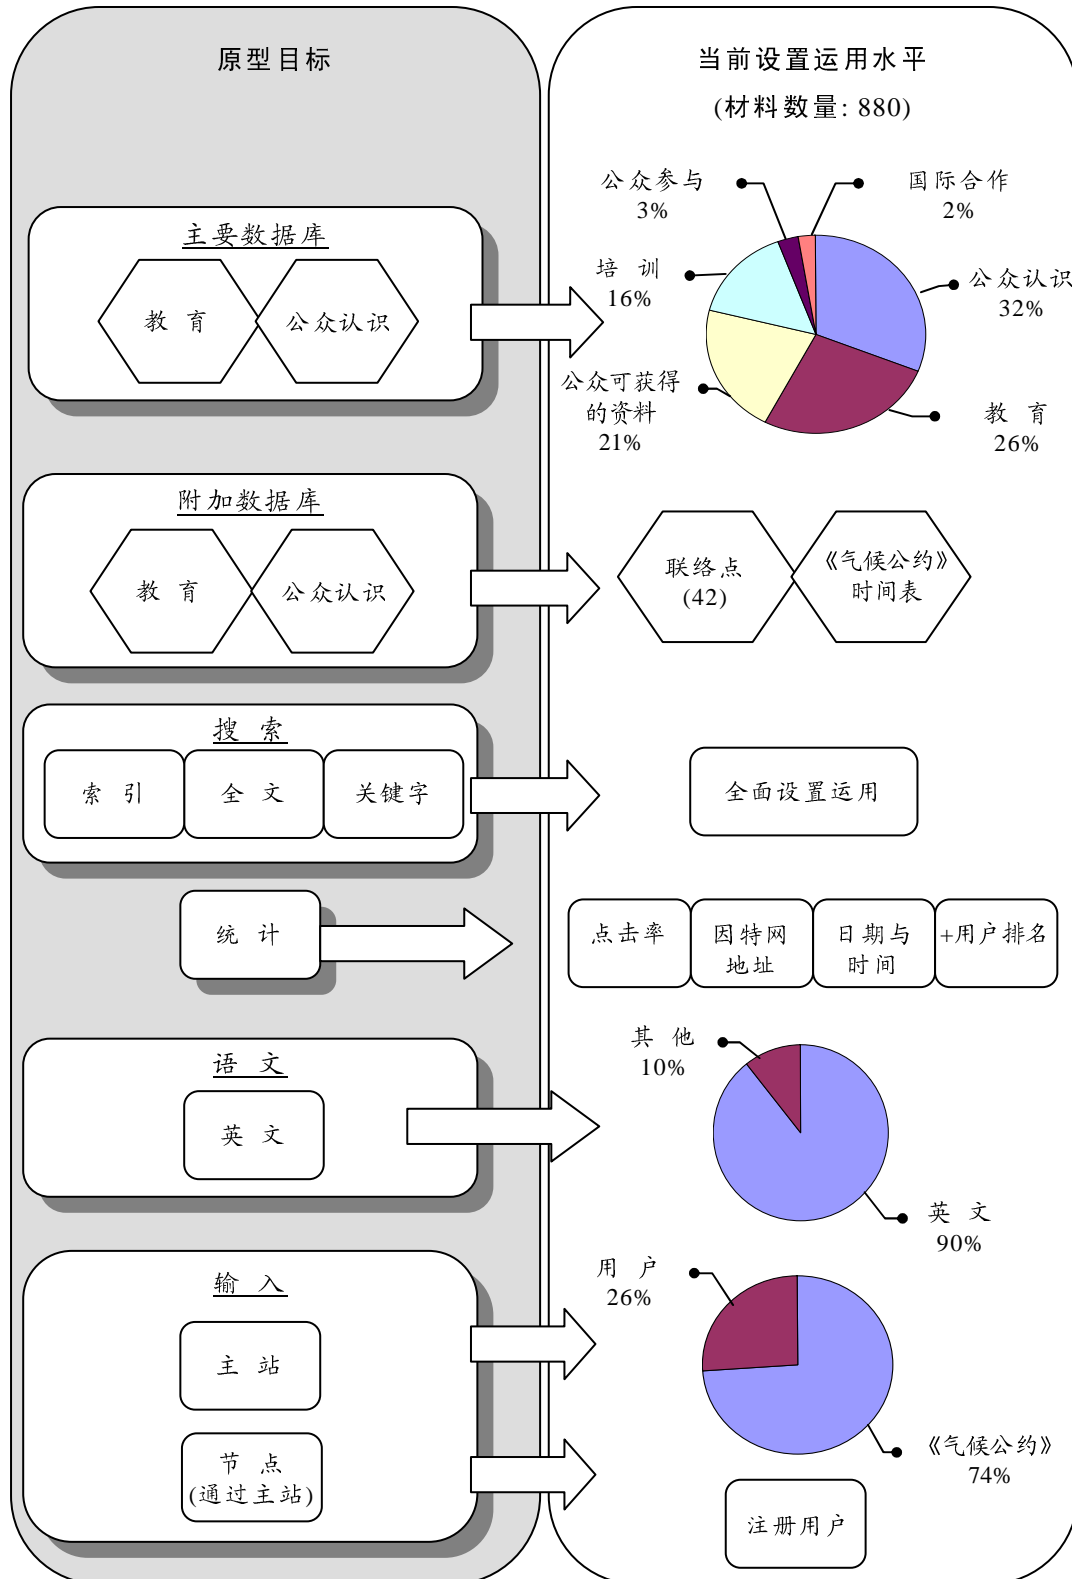 原型目标
当前设置运用水平
(材料数量: 880)
主要数据库
教 育
公众认识
公众参与
3%
国际合作
2%
培 训
16%
公众认识
32%
公众可获得
的资料
21%
教 育
26%
附加数据库
教 育
公众认识
联络点
(42)
《气候公约》
时间表
搜 索
索 引
全 文
关键字
全面设置运用
统 计
点击率
因特网
地址
日期与
时间
+用户排名
语 文
英 文
其 他
10%
英 文
90%
输 入
主 站
节 点
(通过主站)
用 户
26%
《气候公约》
74%
注册用户